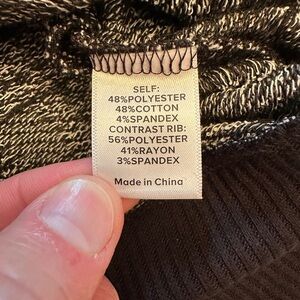 SELF:
48%POLYESTER
48%COTTON
4%SPANDEX
CONTRAST RIB:
56%POLYESTER
41%RAYON
3%SPANDEX
Made in China